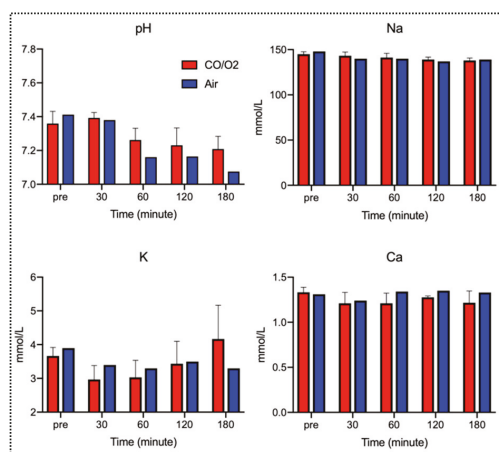 pH
7.8
7.6
7.4
7.2
7.0
CO/O2
Air
pre 30 60 120 180
Time (minute)
Na
mmol/L
150
100
50
0
pre 30 60 120 180
Time (minute)
K
mmol/L
6
5
4
3
2
pre 30 60 120 180
Time (minute)
Ca
mmol/L
1.5
1.0
0.5
0.0
pre 30 60 120 180
Time (minute)